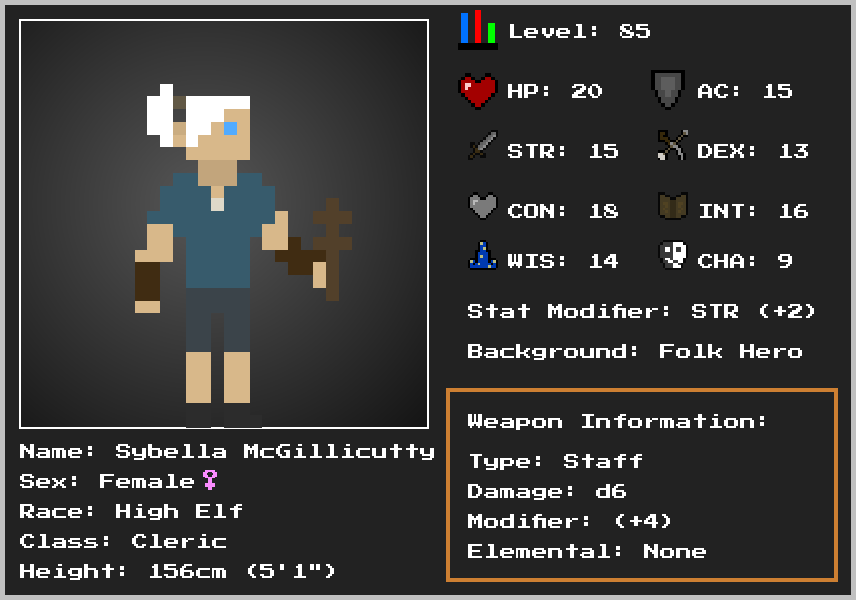 Level: 85
HP: 20 AC: 15
STR: 15 DEX: 13
CON: 18 INT: 16
WIS: 14 CHA: 9
Stat Modifier: STR (+2)
Background: Folk Hero
Weapon Information:
Type: Staff
Damage: d6
Modifier: (+4)
Elemental: None
Name: Sybella McGillicutty
Sex: Female♀
Race: High Elf
Class: Cleric
Height: 156cm (5'1")